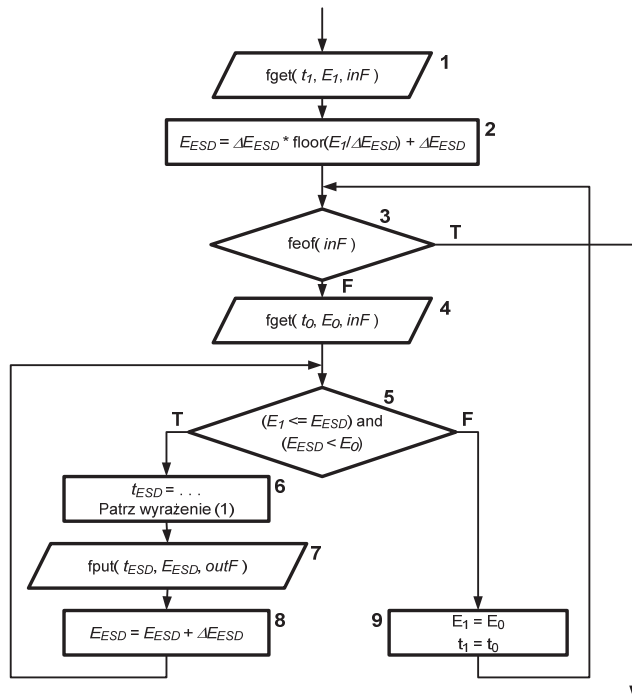 fget( t1, E1, inF )
1
2
EESD = ΔEESD * floor(E1/ΔEESD) + ΔEESD
3
feof( inF )
T
F
fget( t0, E0, inF )
4
5
T
(E1 <= EESD) and
(EESD < E0)
F
6
tESD = . . .
Patrz wyrażenie (1)
7
fput( tESD, EESD, outF )
EESD = EESD + ΔEESD
8
9
E1 = E0
t1 = t0